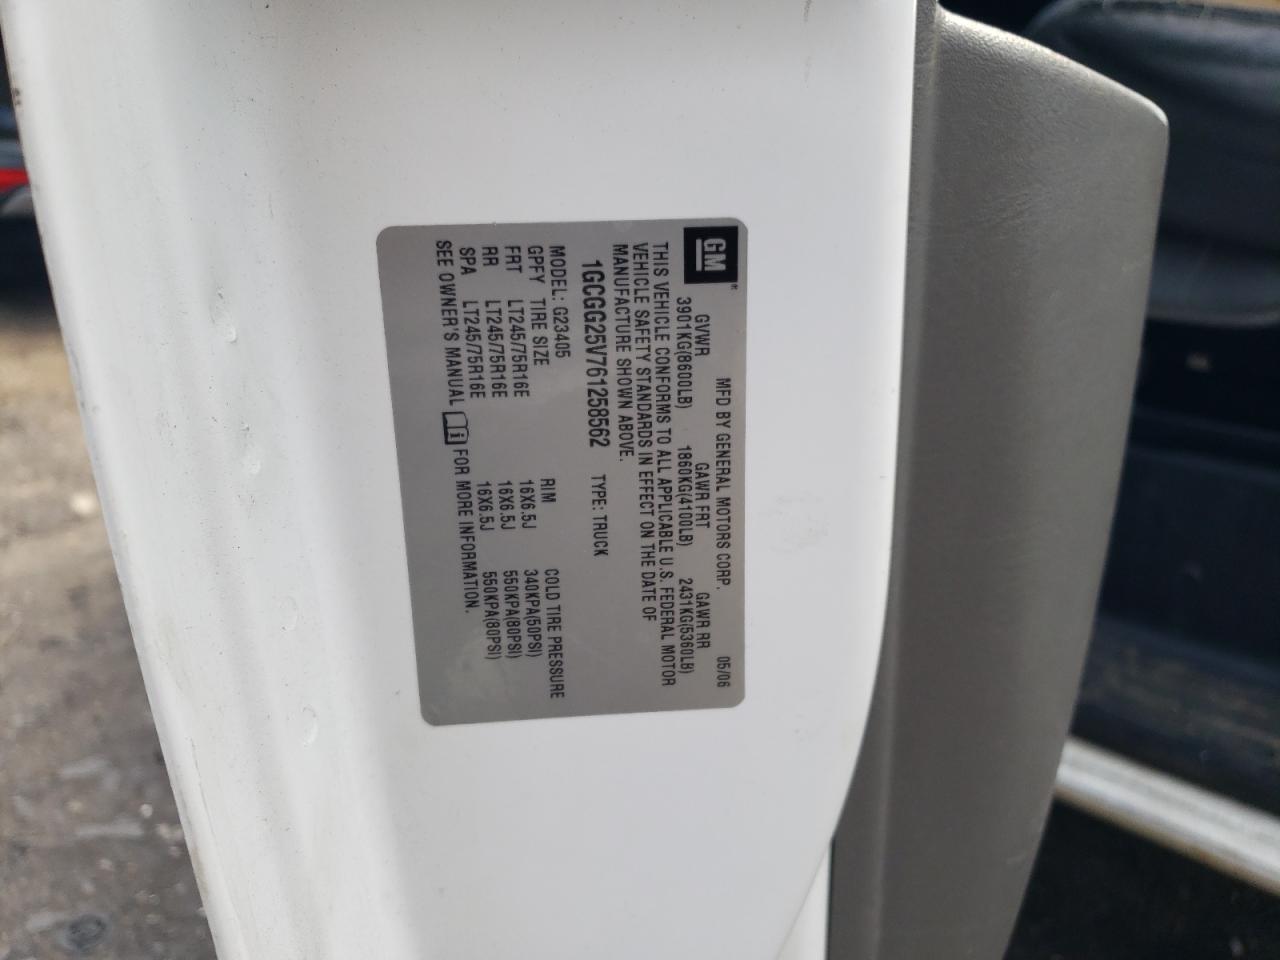 GM
MFD BY GENERAL MOTORS CORP. 05/06
GVWR GAWR FRT GAWR RR
3901KG(8600LB) 1860KG(4100LB) 2431KG(5360LB)
THIS VEHICLE CONFORMS TO ALL APPLICABLE U.S. FEDERAL MOTOR
VEHICLE SAFETY STANDARDS IN EFFECT ON THE DATE OF
MANUFACTURE SHOWN ABOVE.
1GCGG25V761258562 TYPE: TRUCK
MODEL: G23405
GPFY TIRE SIZE RIM COLD TIRE PRESSURE
FRT LT245/75R16E 16X6.5J 340KPA(50PSI)
RR LT245/75R16E 16X6.5J 550KPA(80PSI)
SPA LT245/75R16E 16X6.5J 550KPA(80PSI)
SEE OWNER'S MANUAL i FOR MORE INFORMATION.